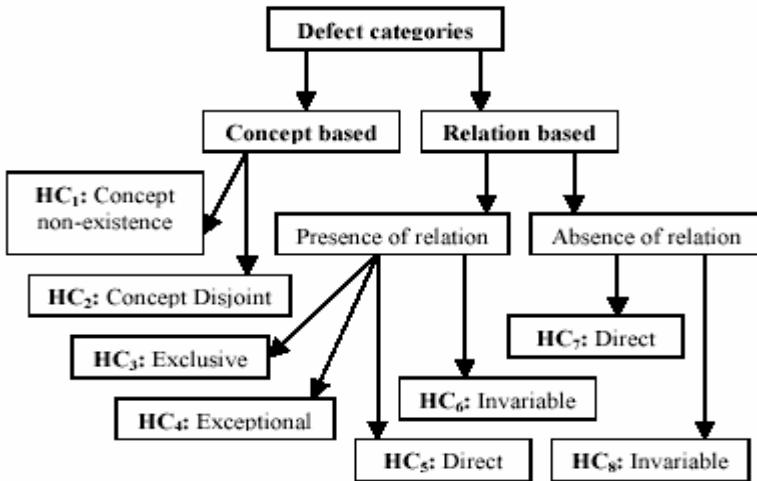 Defect categories
Concept based
Relation based
HC₁: Concept
non-existence
Presence of relation
Absence of relation
HC₂: Concept Disjoint
HC₃: Exclusive
HC₇: Direct
HC₄: Exceptional
HC₆: Invariable
HC₅: Direct
HC₈: Invariable